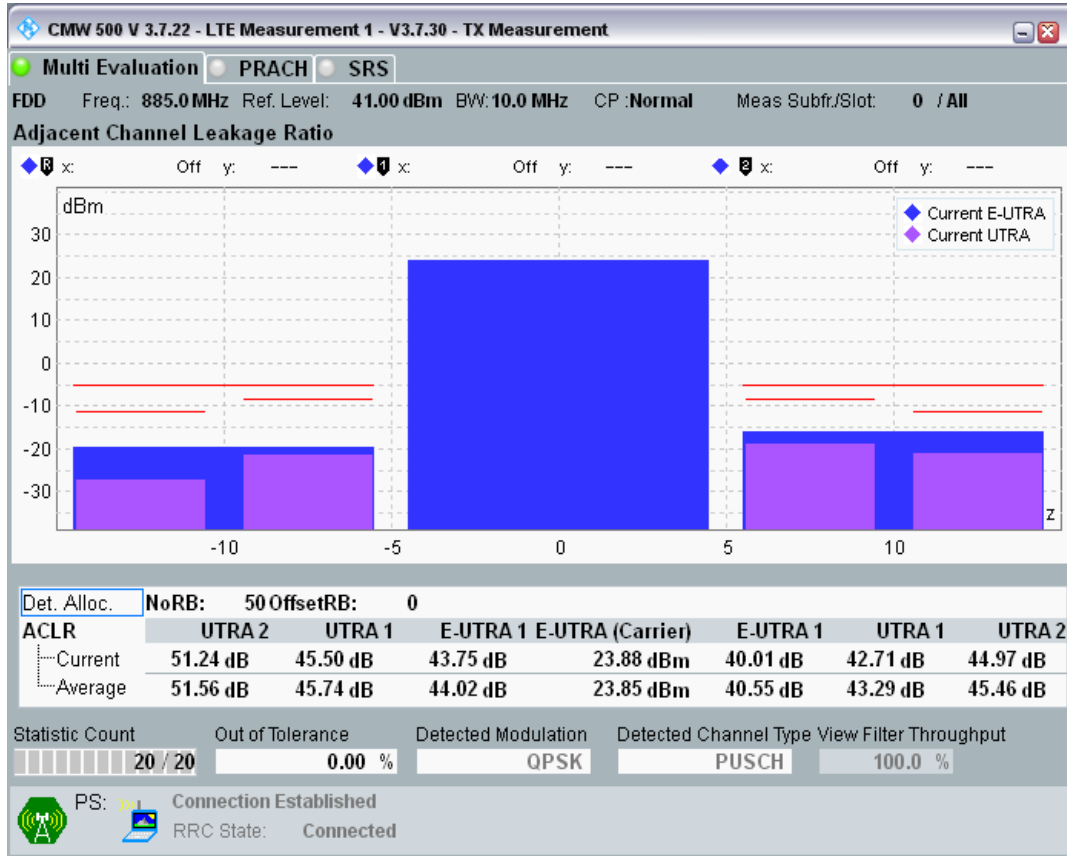 CMW 500 V 3.7.22 - LTE Measurement 1 - V3.7.30 - TX Measurement
Multi Evaluation PRACH SRS
FDD Freq.: 885.0 MHz Ref. Level: 41.00 dBm BW: 10.0 MHz CP :Normal Meas Subfr./Slot: 0 / All
Adjacent Channel Leakage Ratio
R x: Off y: --- 1 x: Off y: --- 2 x: Off y: ---
dBm
Current E-UTRA
Current UTRA
30
20
10
0
-10
-20
-30
z
-10 -5 0 5 10
Det. Alloc. NoRB: 50 OffsetRB: 0
ACLR UTRA 2 UTRA 1 E-UTRA 1 E-UTRA (Carrier) E-UTRA 1 UTRA 1 UTRA 2
Current 51.24 dB 45.50 dB 43.75 dB 23.88 dBm 40.01 dB 42.71 dB 44.97 dB
Average 51.56 dB 45.74 dB 44.02 dB 23.85 dBm 40.55 dB 43.29 dB 45.46 dB
Statistic Count Out of Tolerance Detected Modulation Detected Channel Type View Filter Throughput
20 / 20 0.00 % QPSK PUSCH 100.0 %
PS: Connection Established
RRC State: Connected